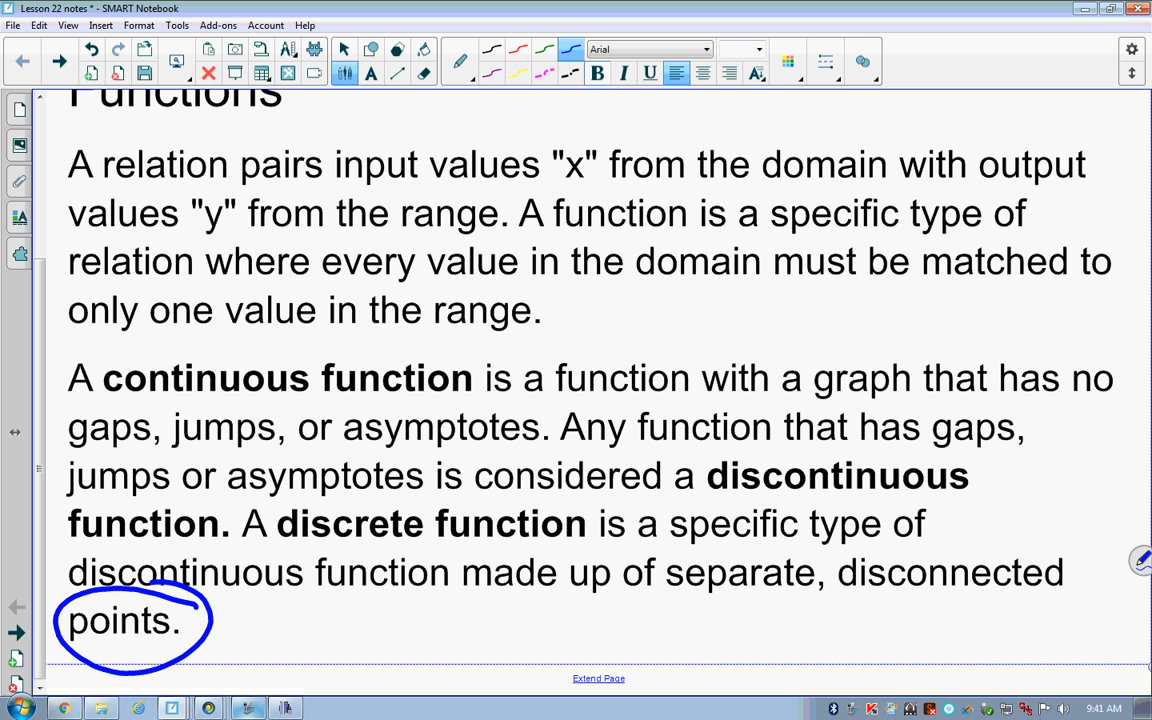 Lesson 22 notes * - SMART Notebook
File Edit View Insert Format Tools Add-ons Account Help
Arial
B I U
Functions
A relation pairs input values "x" from the domain with output
values "y" from the range. A function is a specific type of
relation where every value in the domain must be matched to
only one value in the range.
A continuous function is a function with a graph that has no
gaps, jumps, or asymptotes. Any function that has gaps,
jumps or asymptotes is considered a discontinuous
function. A discrete function is a specific type of
discontinuous function made up of separate, disconnected
points.
Extend Page
9:41 AM